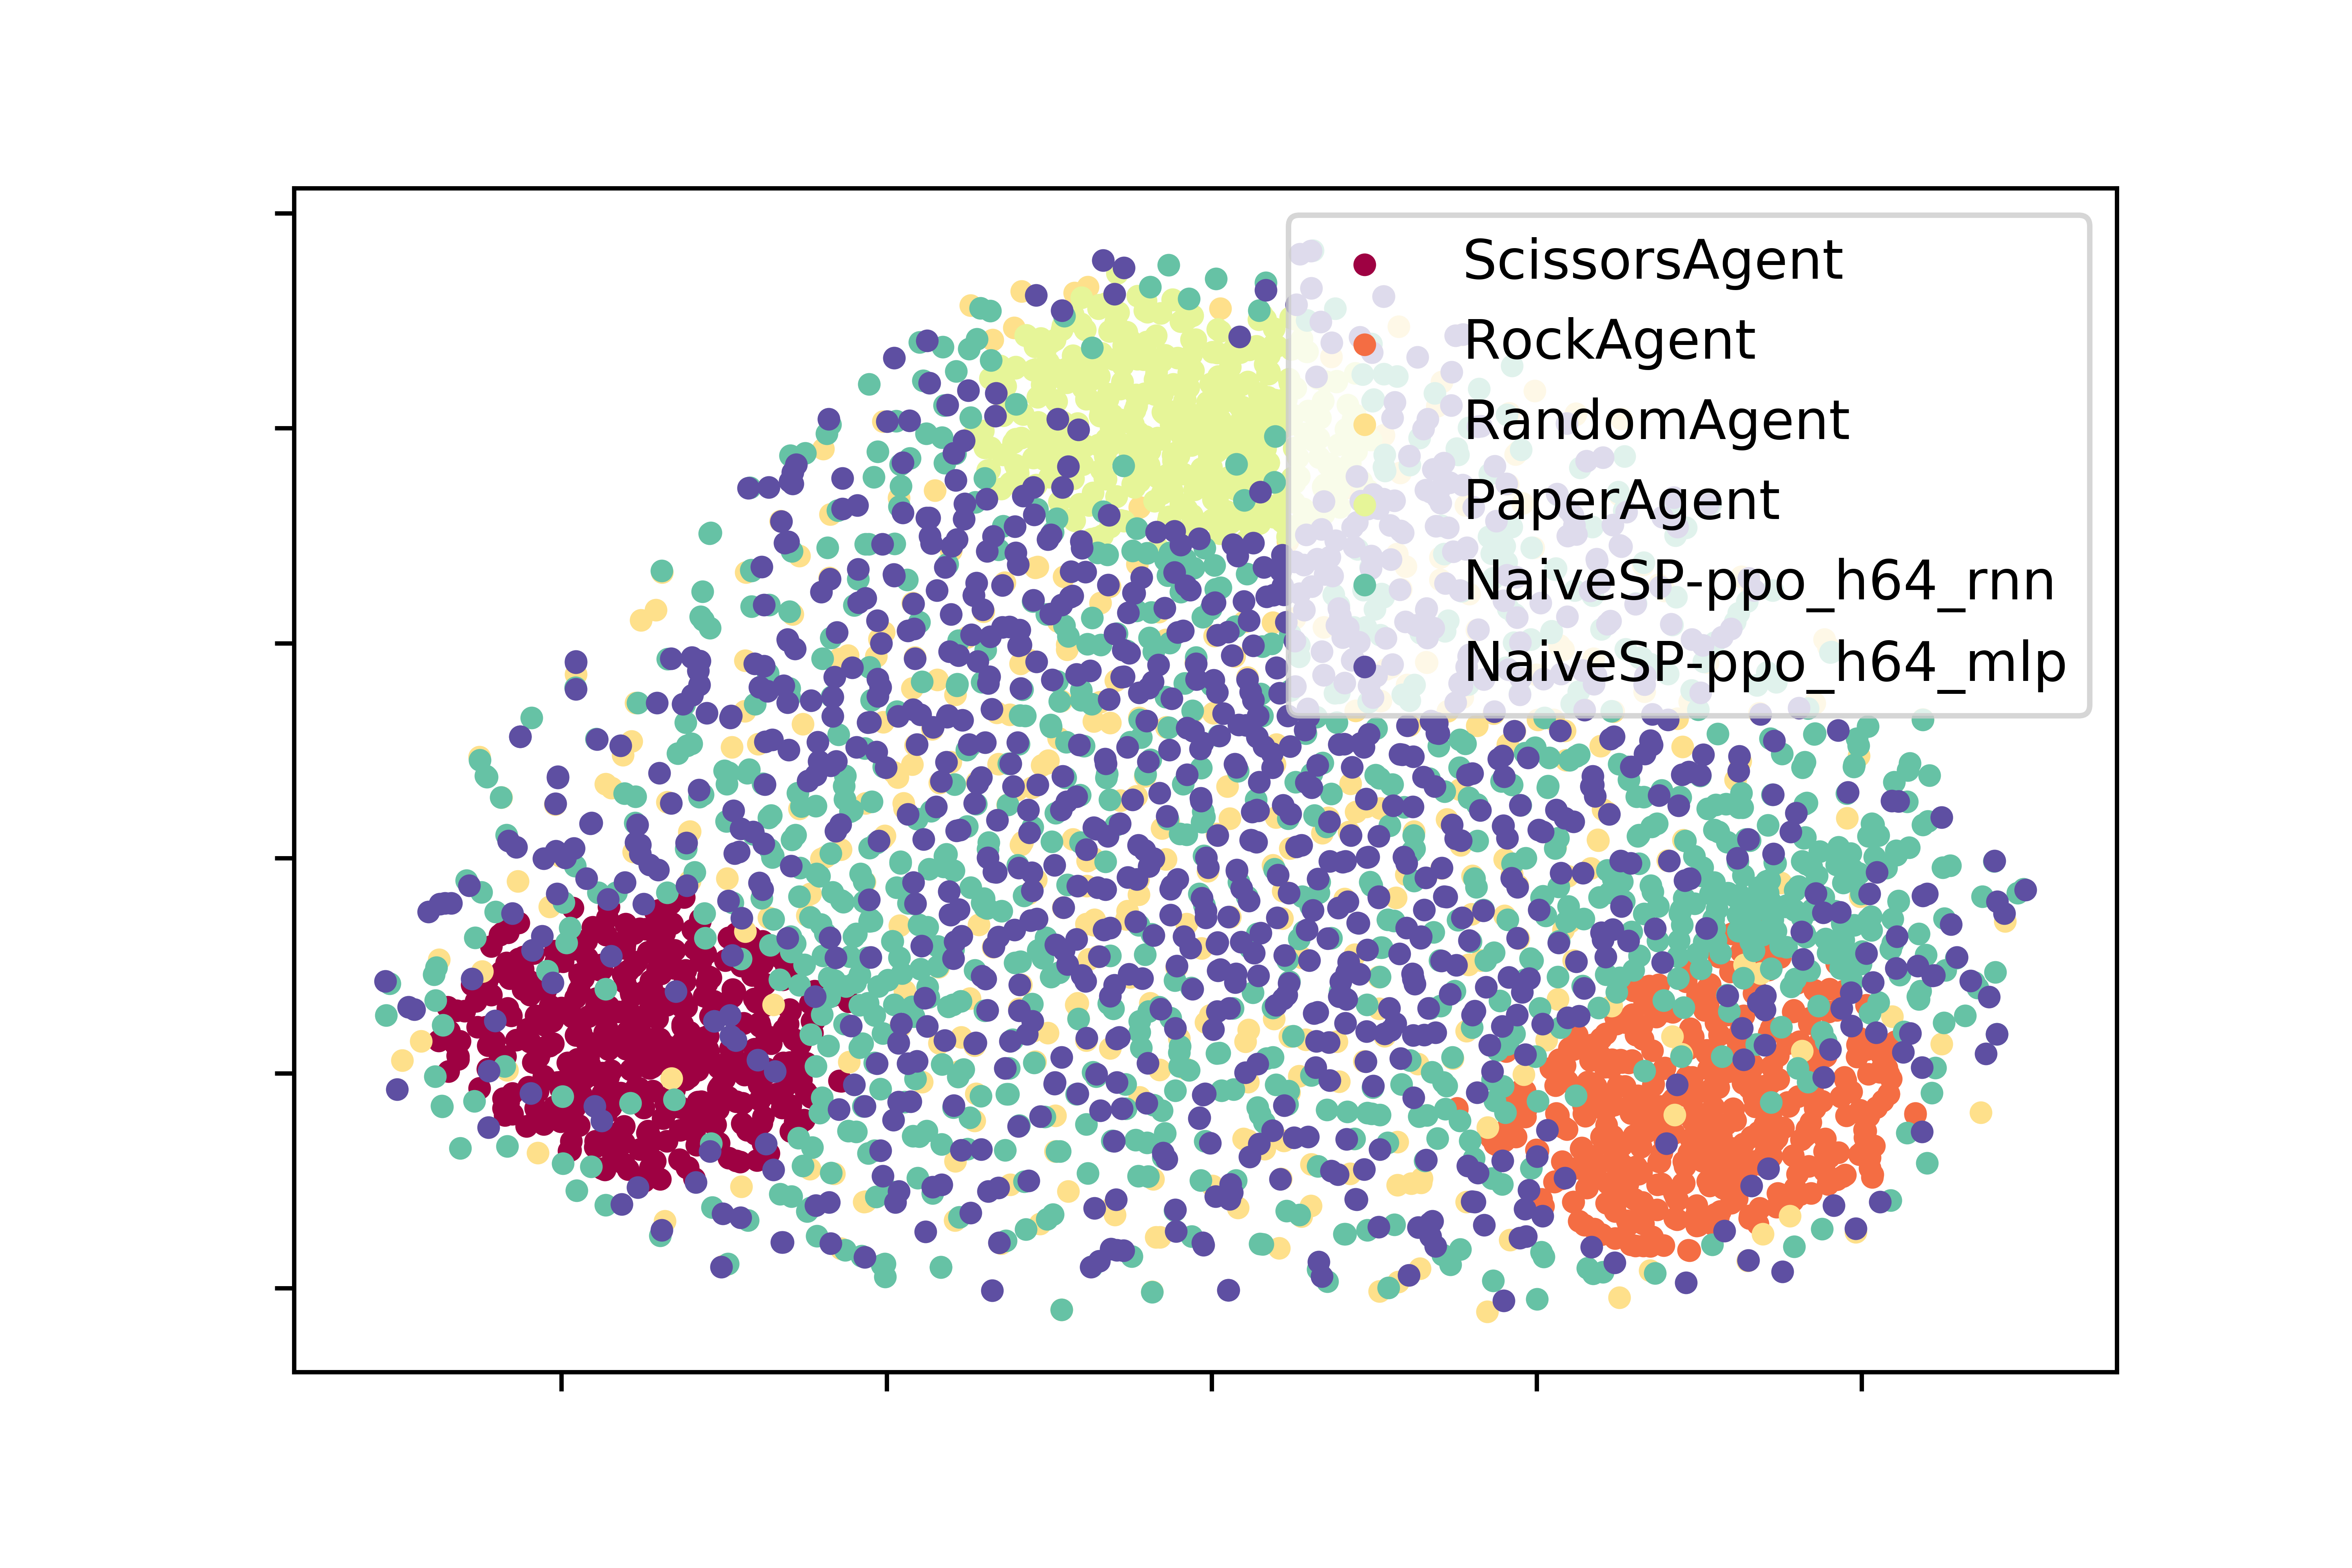 ScissorsAgent
RockAgent
RandomAgent
PaperAgent
NaiveSP-ppo_h64_rnn
NaiveSP-ppo_h64_mlp